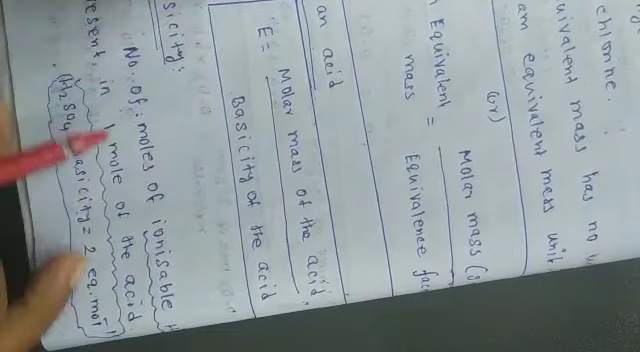 chlorine.
uivalent mass has no
am equivalent mass unit
(or)
Equivalent mass = Molar mass
Equivalence
an acid
E = Molar mass of the acid
Basicity of the acid
sicity:
No. of. moles of ionisable H
resent in 1 mole of the acid.
(H₂SO₄ asicity = 2 eq.mol⁻¹)